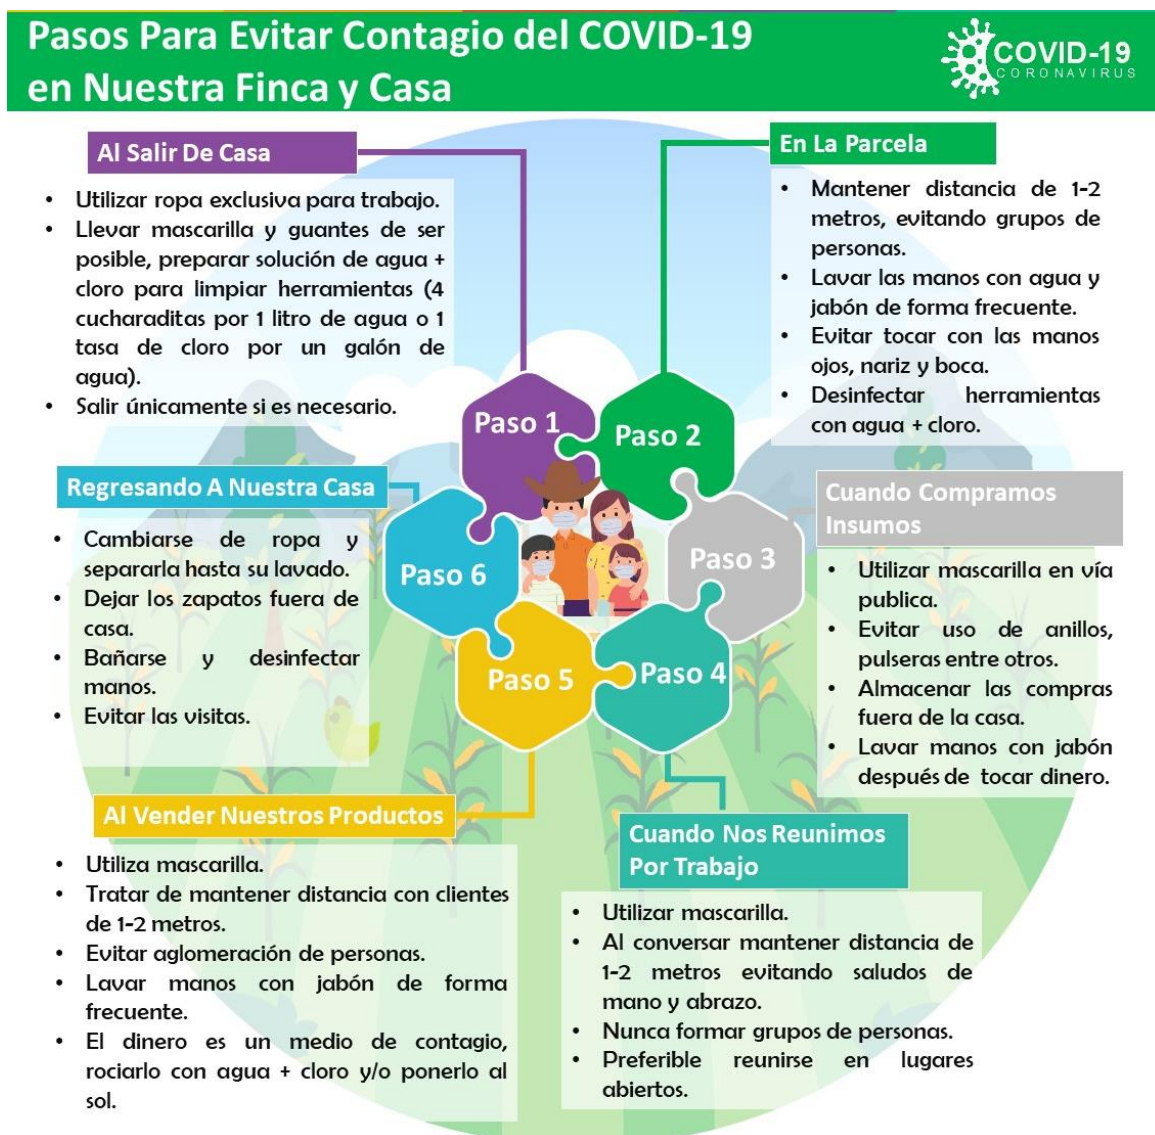 Pasos Para Evitar Contagio del COVID-19
en Nuestra Finca y Casa
COVID-19
CORONAVIRUS
Al Salir De Casa
• Utilizar ropa exclusiva para trabajo.
• Llevar mascarilla y guantes de ser
posible, preparar solución de agua +
cloro para limpiar herramientas (4
cucharaditas por 1 litro de agua o 1
tasa de cloro por un galón de
agua).
• Salir únicamente si es necesario.
En La Parcela
• Mantener distancia de 1-2
metros, evitando grupos de
personas.
• Lavar las manos con agua y
jabón de forma frecuente.
• Evitar tocar con las manos
ojos, nariz y boca.
• Desinfectar herramientas
con agua + cloro.
Paso 1
Paso 2
Paso 3
Paso 4
Paso 5
Paso 6
Cuando Compramos
Insumos
• Utilizar mascarilla en vía
publica.
• Evitar uso de anillos,
pulseras entre otros.
• Almacenar las compras
fuera de la casa.
• Lavar manos con jabón
después de tocar dinero.
Cuando Nos Reunimos
Por Trabajo
• Utilizar mascarilla.
• Al conversar mantener distancia de
1-2 metros evitando saludos de
mano y abrazo.
• Nunca formar grupos de personas.
• Preferible reunirse en lugares
abiertos.
Al Vender Nuestros Productos
• Utiliza mascarilla.
• Tratar de mantener distancia con clientes
de 1-2 metros.
• Evitar aglomeración de personas.
• Lavar manos con jabón de forma
frecuente.
• El dinero es un medio de contagio,
rociarlo con agua + cloro y/o ponerlo al
sol.
Regresando A Nuestra Casa
• Cambiarse de ropa y
separarla hasta su lavado.
• Dejar los zapatos fuera de
casa.
• Bañarse y desinfectar
manos.
• Evitar las visitas.